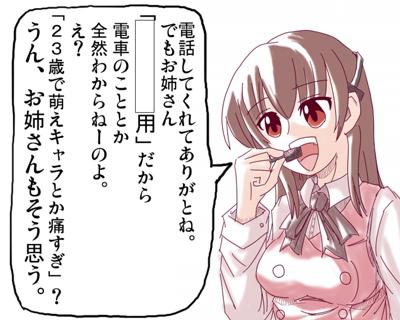 電話してくれてありがとね。
でもお姉さん
「　　　　　用」だから
電車のこととか
全然わからねーのよ。
え?
「２３歳で萌えキャラとか痛すぎ」?
うん、お姉さんもそう思う。